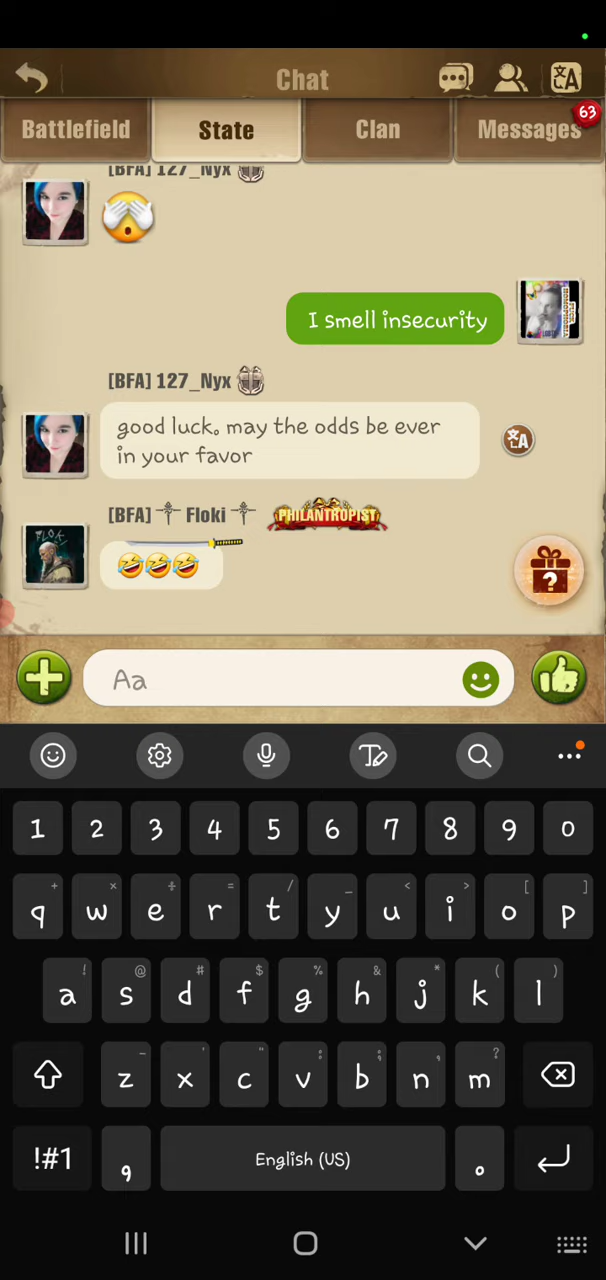 Chat
Battlefield
State
Clan
Messages
63
[BFA] 127_Nyx
I smell insecurity
[BFA] 127_Nyx
good luck. may the odds be ever
in your favor
[BFA] Floki PHILANTROPIST
Aa
1 2 3 4 5 6 7 8 9 0
+ × ÷ = / _ < > [ ]
q w e r t y u i o p
! @ # $ % & * ( )
a s d f g h j k l
- ' " : ; , ?
z x c v b n m
!#1 , English (US) .